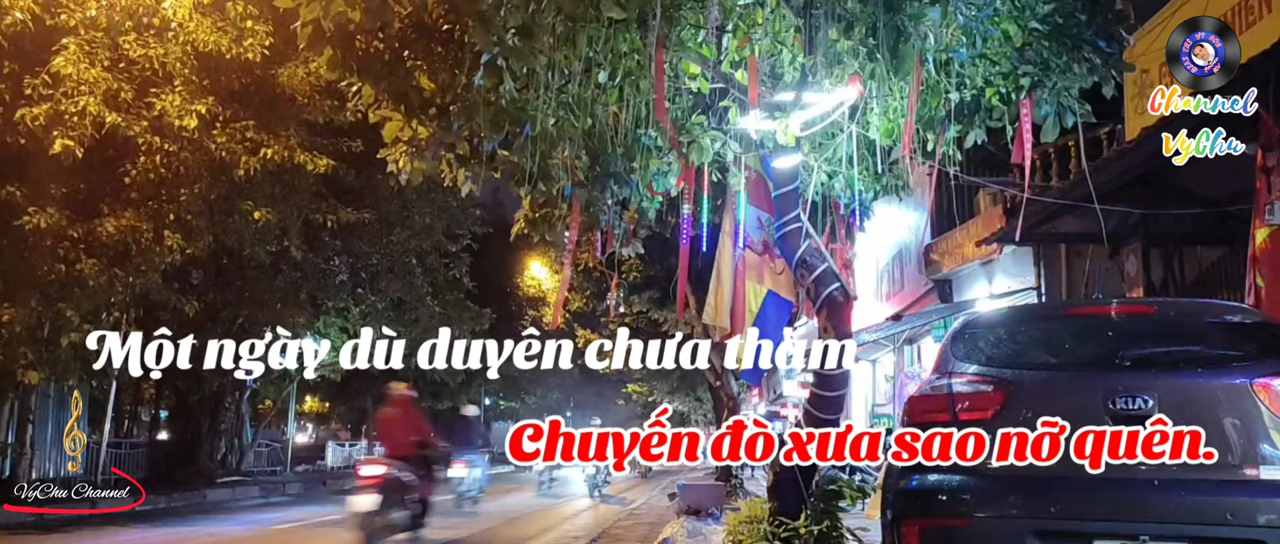 Channel
VyChu
Một ngày dù duyên chưa thắm.
Chuyến đò xưa sao nỡ quên.
KIA
VyChu Channel